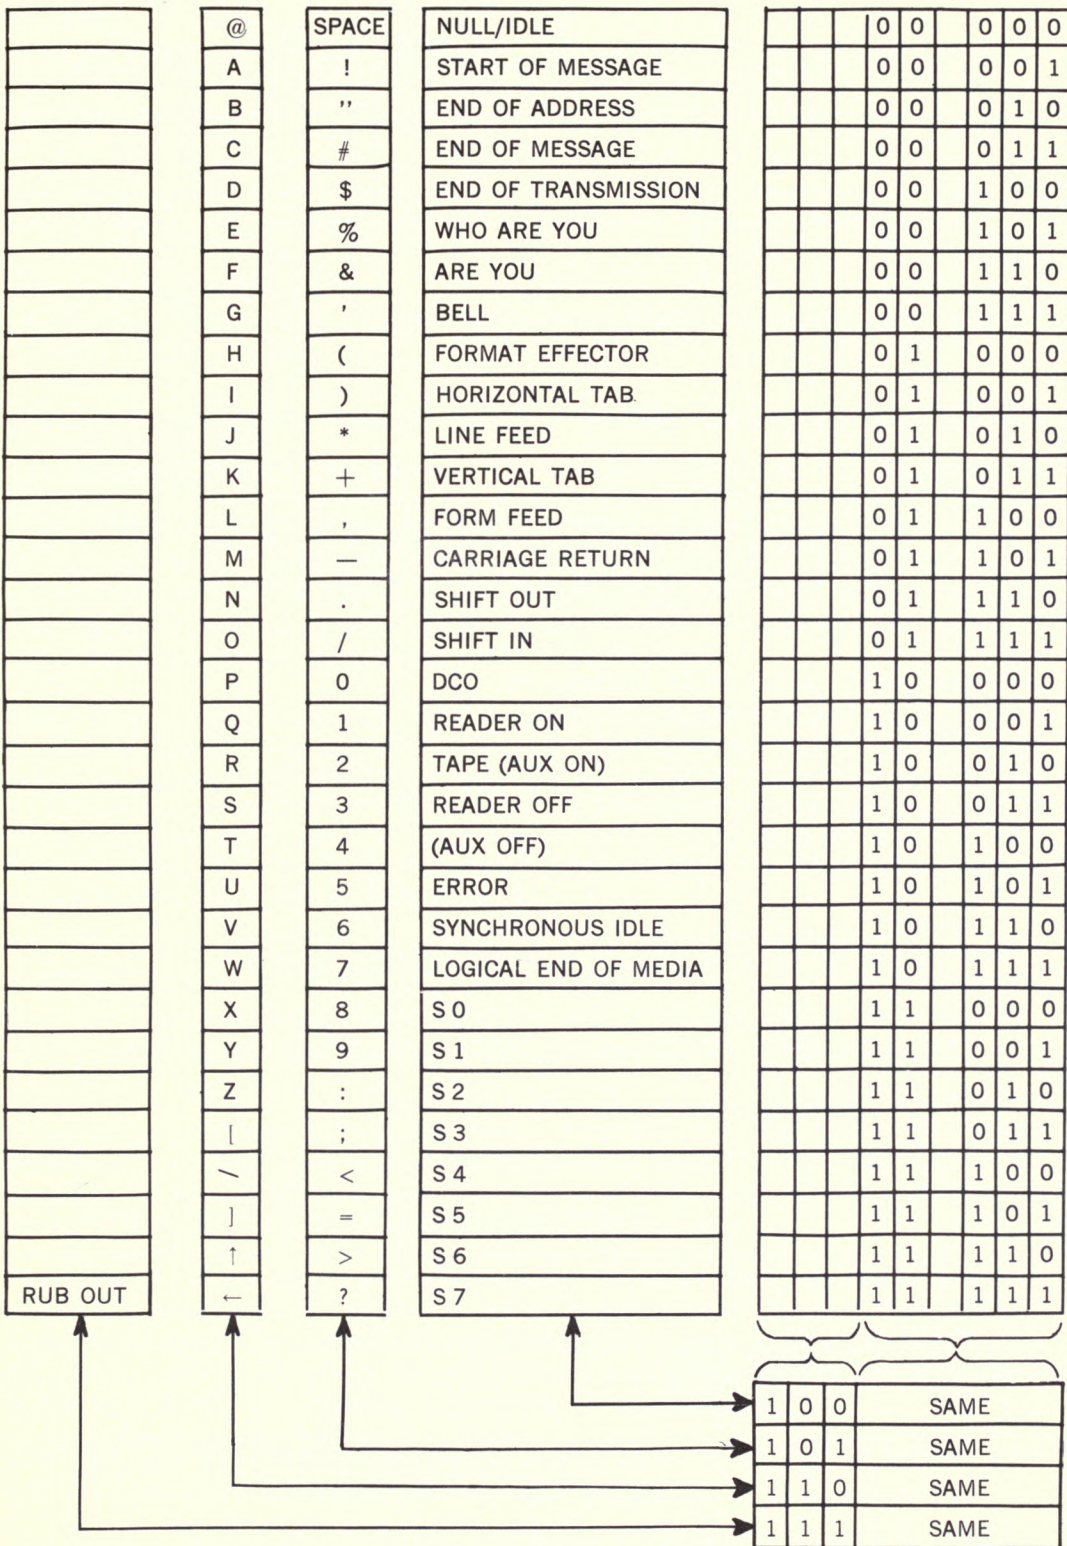 @ SPACE NULL/IDLE 0 0 0 0 0
A ! START OF MESSAGE 0 0 0 0 1
B " END OF ADDRESS 0 0 0 1 0
C # END OF MESSAGE 0 0 0 1 1
D $ END OF TRANSMISSION 0 0 1 0 0
E % WHO ARE YOU 0 0 1 0 1
F & ARE YOU 0 0 1 1 0
G ' BELL 0 0 1 1 1
H ( FORMAT EFFECTOR 0 1 0 0 0
I ) HORIZONTAL TAB 0 1 0 0 1
J * LINE FEED 0 1 0 1 0
K + VERTICAL TAB 0 1 0 1 1
L , FORM FEED 0 1 1 0 0
M — CARRIAGE RETURN 0 1 1 0 1
N . SHIFT OUT 0 1 1 1 0
O / SHIFT IN 0 1 1 1 1
P 0 DCO 1 0 0 0 0
Q 1 READER ON 1 0 0 0 1
R 2 TAPE (AUX ON) 1 0 0 1 0
S 3 READER OFF 1 0 0 1 1
T 4 (AUX OFF) 1 0 1 0 0
U 5 ERROR 1 0 1 0 1
V 6 SYNCHRONOUS IDLE 1 0 1 1 0
W 7 LOGICAL END OF MEDIA 1 0 1 1 1
X 8 S 0 1 1 0 0 0
Y 9 S 1 1 1 0 0 1
Z : S 2 1 1 0 1 0
[ ; S 3 1 1 0 1 1
\ < S 4 1 1 1 0 0
] = S 5 1 1 1 0 1
↑ > S 6 1 1 1 1 0
RUB OUT ← ? S 7 1 1 1 1 1
1 0 0 SAME
1 0 1 SAME
1 1 0 SAME
1 1 1 SAME